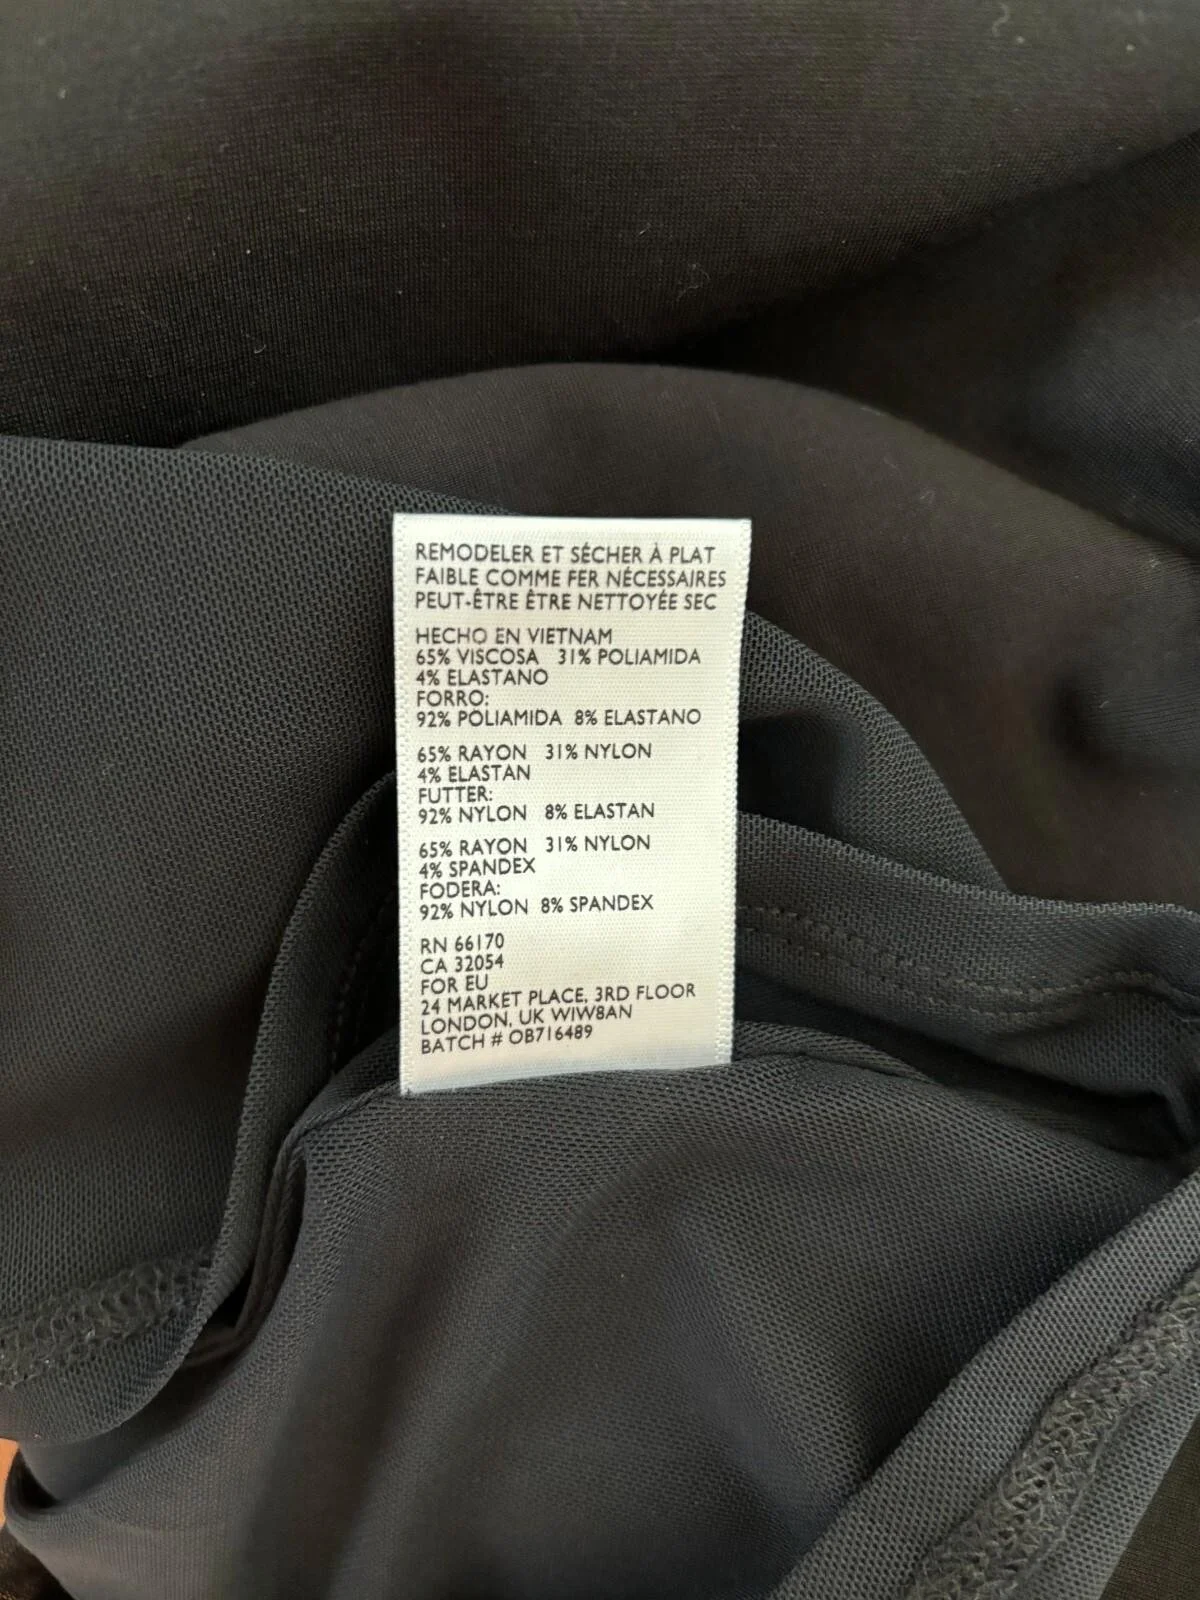 REMODELER ET SÉCHER À PLAT
FAIBLE COMME FER NÉCESSAIRES
PEUT-ÊTRE ÊTRE NETTOYÉE SEC
HECHO EN VIETNAM
65% VISCOSA 31% POLIAMIDA
4% ELASTANO
FORRO:
92% POLIAMIDA 8% ELASTANO
65% RAYON 31% NYLON
4% ELASTAN
FUTTER:
92% NYLON 8% ELASTAN
65% RAYON 31% NYLON
4% SPANDEX
FODERA:
92% NYLON 8% SPANDEX
RN 66170
CA 32054
FOR EU
24 MARKET PLACE, 3RD FLOOR
LONDON, UK WIW8AN
BATCH # OB716489